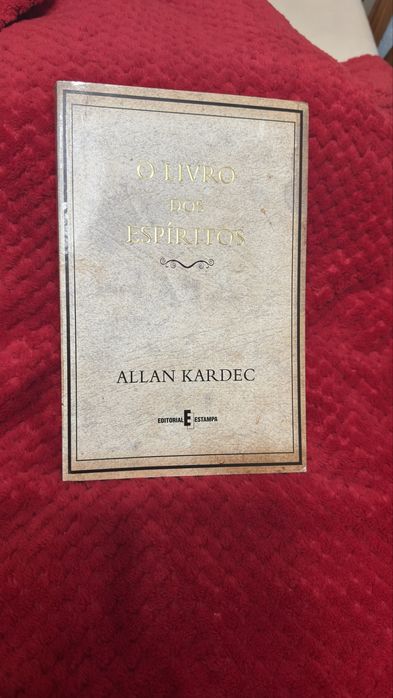 O LIVRO
DOS
ESPÍRITOS
ALLAN KARDEC
EDITORIAL E ESTAMPA